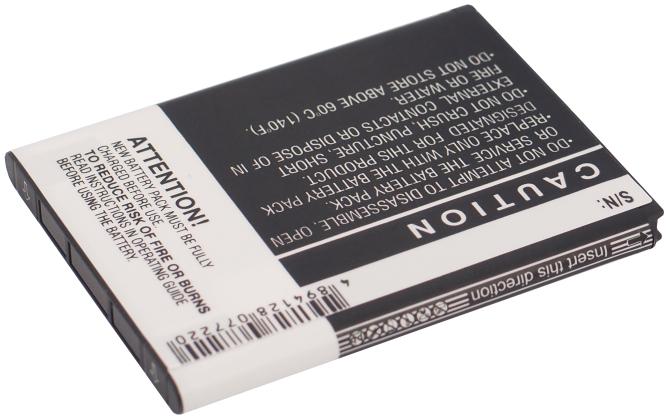 S/N:
CAUTION
•DO NOT ATTEMPT TO DISASSEMBLE, OPEN
OR SERVICE THE BATTERY PACK
•REPLACE ONLY WITH THE BATTERY PACK
DESIGNATED FOR THIS PRODUCT.
•DO NOT CRUSH, PUNCTURE, SHORT
EXTERNAL CONTACTS OR DISPOSE OF IN
FIRE OR WATER.
•DO NOT STORE ABOVE 60°C (140°F).
ATTENTION!
NEW BATTERY PACK MUST BE FULLY
CHARGED BEFORE USE.
TO REDUCE RISK OF FIRE OR BURNS
READ INSTRUCTIONS IN OPERATING GUIDE
BEFORE USING THE BATTERY.
4 894128 077220
Insert this direction